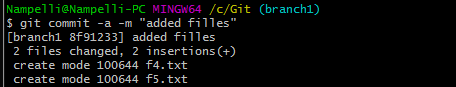 Nampelli@Nampelli-PC MINGW64 /c/Git (branch1)
$ git commit -a -m "added filles"
[branch1 8f91233] added filles
 2 files changed, 2 insertions(+)
 create mode 100644 f4.txt
 create mode 100644 f5.txt